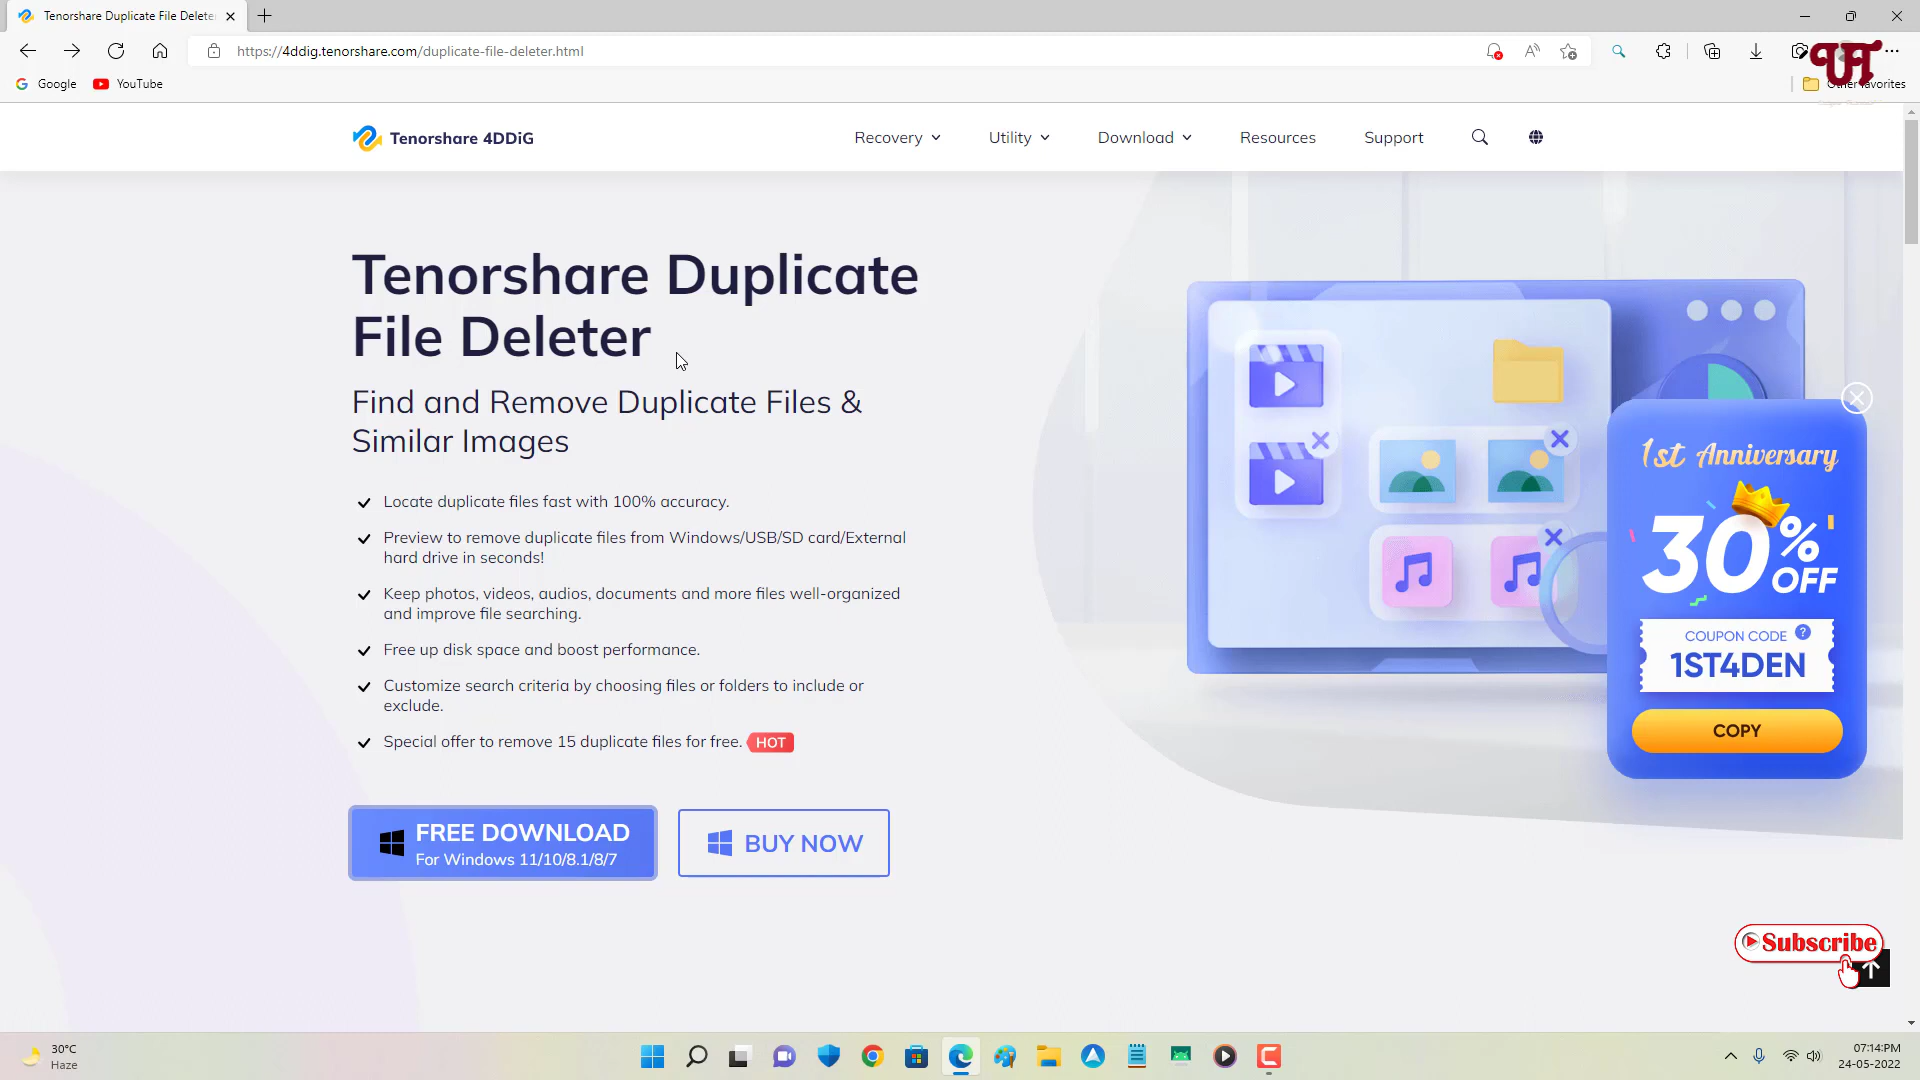 Tenorshare Duplicate File Delete
https://4ddig.tenorshare.com/duplicate-file-deleter.html
UT
Google
YouTube
Other favorites
Tenorshare 4DDiG
Recovery
Utility
Download
Resources
Support
Tenorshare Duplicate
File Deleter
Find and Remove Duplicate Files &
Similar Images
Locate duplicate files fast with 100% accuracy.
Preview to remove duplicate files from Windows/USB/SD card/External
hard drive in seconds!
Keep photos, videos, audios, documents and more files well-organized
and improve file searching.
Free up disk space and boost performance.
Customize search criteria by choosing files or folders to include or
exclude.
Special offer to remove 15 duplicate files for free. HOT
FREE DOWNLOAD
For Windows 11/10/8.1/8/7
BUY NOW
1st Anniversary
30%
OFF
COUPON CODE ?
1ST4DEN
COPY
Subscribe
30°C
Haze
07:14:PM
24-05-2022